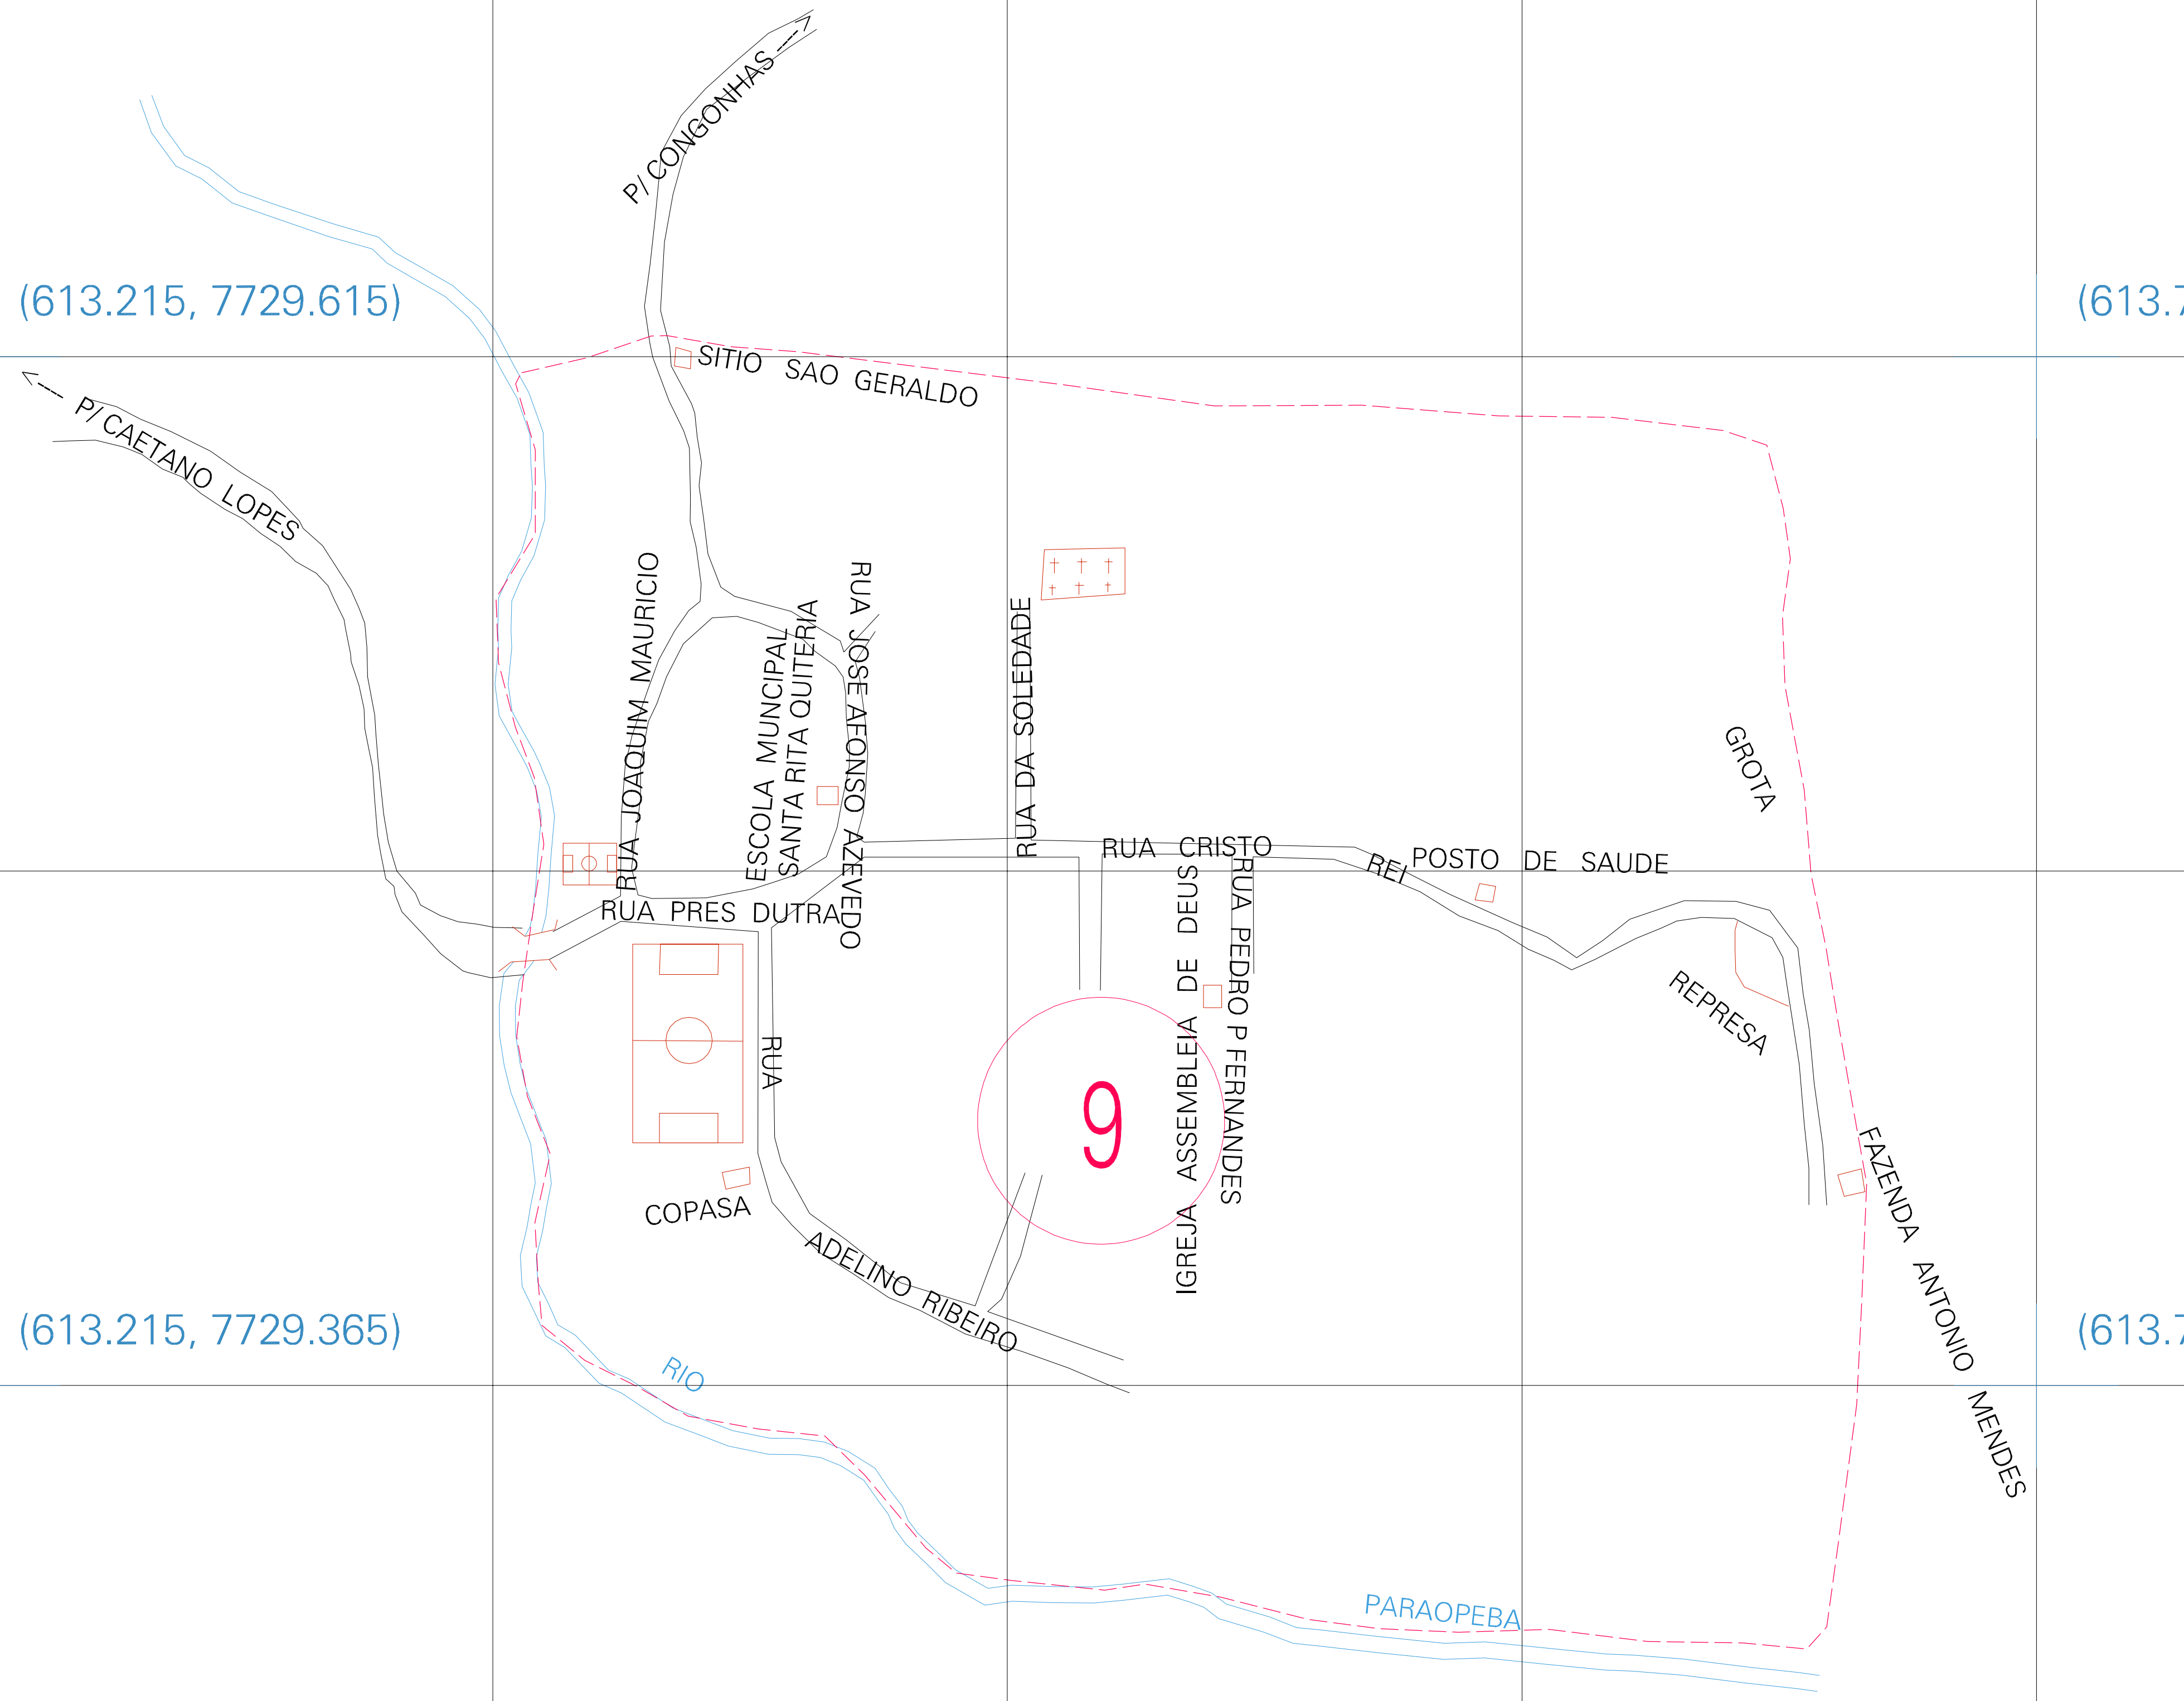 P/ CONGONHAS
(613.215, 7729.615)
(613.7
SITIO SAO GERALDO
P/ CAETANO LOPES
RUA JOAQUIM MAURICIO
ESCOLA MUNCIPAL
SANTA RITA QUITERIA
RUA JOSE AFONSO AZEVEDO
RUA DA SOLEDADE
GROTA
RUA CRISTO REI
POSTO DE SAUDE
RUA PRES DUTRA
IGREJA ASSEMBLEIA DE DEUS
RUA PEDRO P FERNANDES
REPRESA
RUA ADELINO RIBEIRO
9
COPASA
FAZENDA ANTONIO MENDES
(613.215, 7729.365)
(613.7
RIO PARAOPEBA